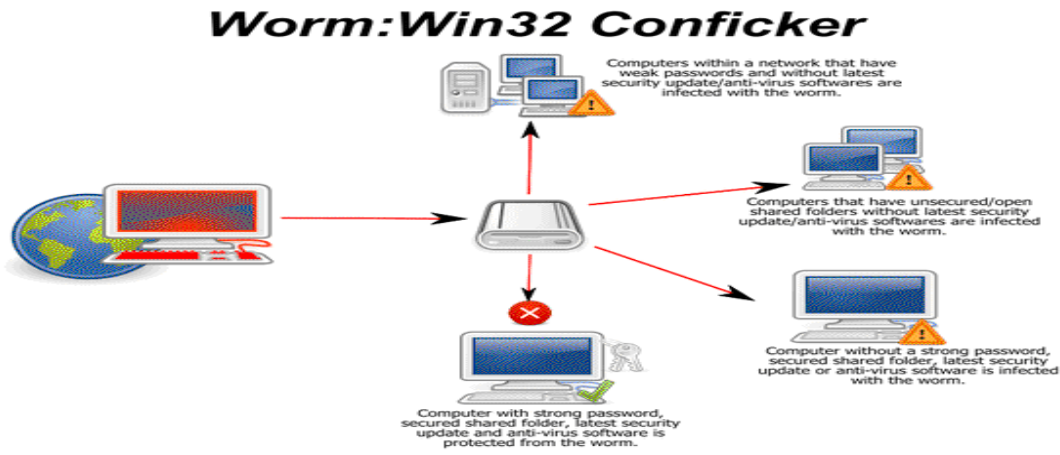 Worm:Win32 Conficker
Computers within a network that have
weak passwords and without latest
security update/anti-virus softwares are
infected with the worm.
Computers that have unsecured/open
shared folders without latest security
update/anti-virus softwares are infected
with the worm.
Computer without a strong password,
secured shared folder, latest security
update or anti-virus software is infected
with the worm.
Computer with strong password,
secured shared folder, latest security
update and anti-virus software is
protected from the worm.